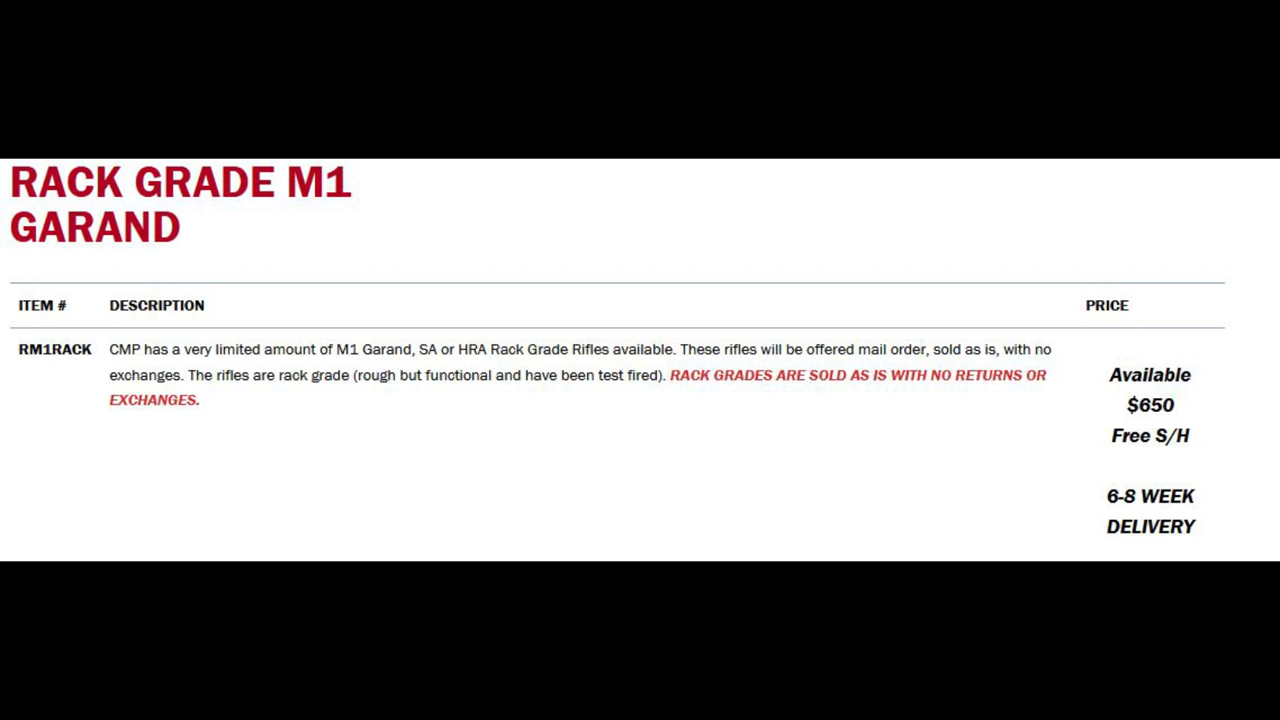 RACK GRADE M1
GARAND
ITEM # DESCRIPTION PRICE
RM1RACK CMP has a very limited amount of M1 Garand, SA or HRA Rack Grade Rifles available. These rifles will be offered mail order, sold as is, with no
exchanges. The rifles are rack grade (rough but functional and have been test fired). RACK GRADES ARE SOLD AS IS WITH NO RETURNS OR
EXCHANGES.
Available
$650
Free S/H
6-8 WEEK
DELIVERY